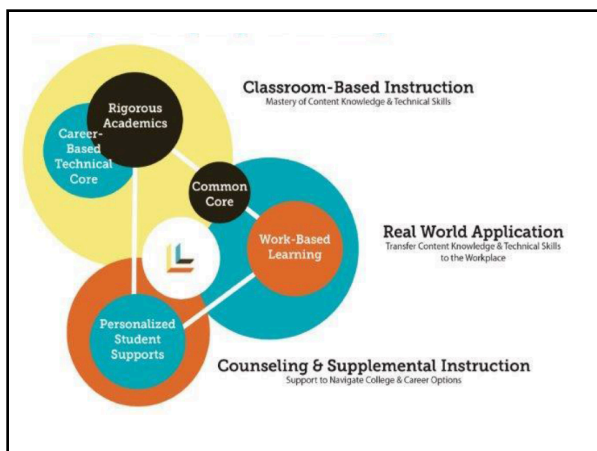 Classroom-Based Instruction
Mastery of Content Knowledge & Technical Skills
Rigorous
Academics
Career-
Based
Technical
Core
Common
Core
Work-Based
Learning
Real World Application
Transfer Content Knowledge & Technical Skills
to the Workplace
Personalized
Student
Supports
Counseling & Supplemental Instruction
Support to Navigate College & Career Options